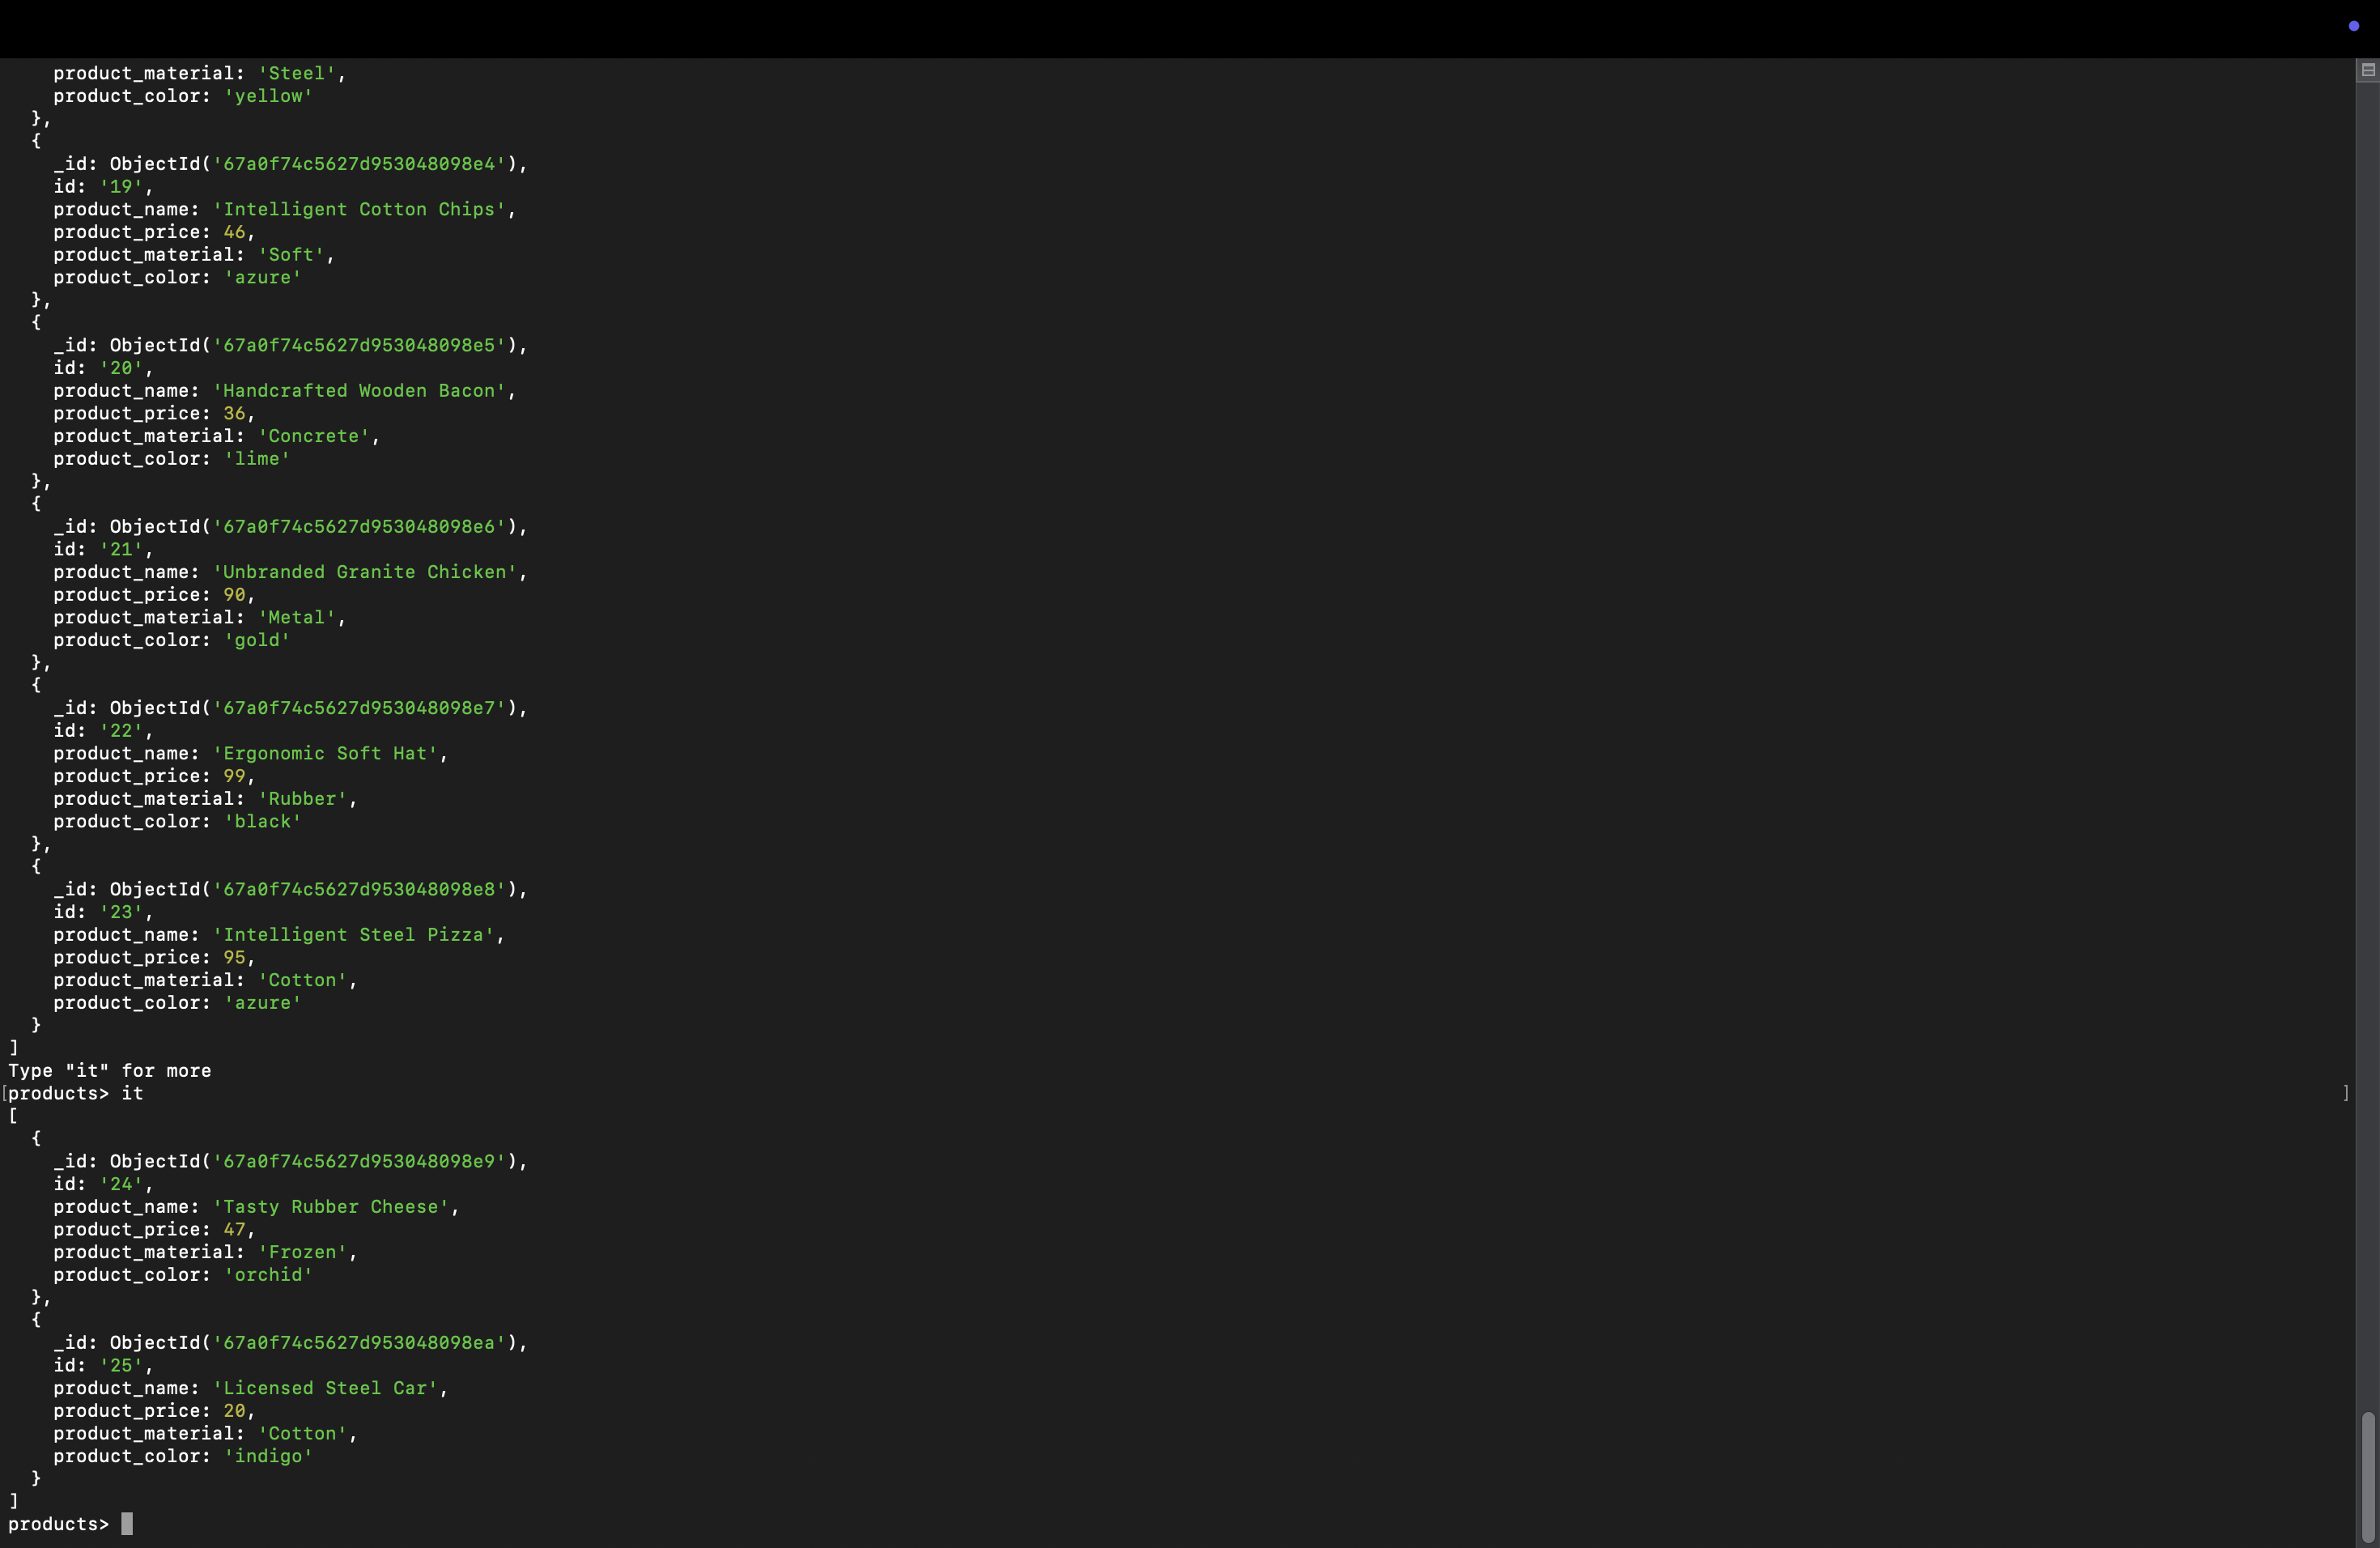 product_material: 'Steel',
    product_color: 'yellow'
  },
  {
    _id: ObjectId('67a0f74c5627d953048098e4'),
    id: '19',
    product_name: 'Intelligent Cotton Chips',
    product_price: 46,
    product_material: 'Soft',
    product_color: 'azure'
  },
  {
    _id: ObjectId('67a0f74c5627d953048098e5'),
    id: '20',
    product_name: 'Handcrafted Wooden Bacon',
    product_price: 36,
    product_material: 'Concrete',
    product_color: 'lime'
  },
  {
    _id: ObjectId('67a0f74c5627d953048098e6'),
    id: '21',
    product_name: 'Unbranded Granite Chicken',
    product_price: 90,
    product_material: 'Metal',
    product_color: 'gold'
  },
  {
    _id: ObjectId('67a0f74c5627d953048098e7'),
    id: '22',
    product_name: 'Ergonomic Soft Hat',
    product_price: 99,
    product_material: 'Rubber',
    product_color: 'black'
  },
  {
    _id: ObjectId('67a0f74c5627d953048098e8'),
    id: '23',
    product_name: 'Intelligent Steel Pizza',
    product_price: 95,
    product_material: 'Cotton',
    product_color: 'azure'
  }
]
Type "it" for more
[products> it ]
[
  {
    _id: ObjectId('67a0f74c5627d953048098e9'),
    id: '24',
    product_name: 'Tasty Rubber Cheese',
    product_price: 47,
    product_material: 'Frozen',
    product_color: 'orchid'
  },
  {
    _id: ObjectId('67a0f74c5627d953048098ea'),
    id: '25',
    product_name: 'Licensed Steel Car',
    product_price: 20,
    product_material: 'Cotton',
    product_color: 'indigo'
  }
]
products>